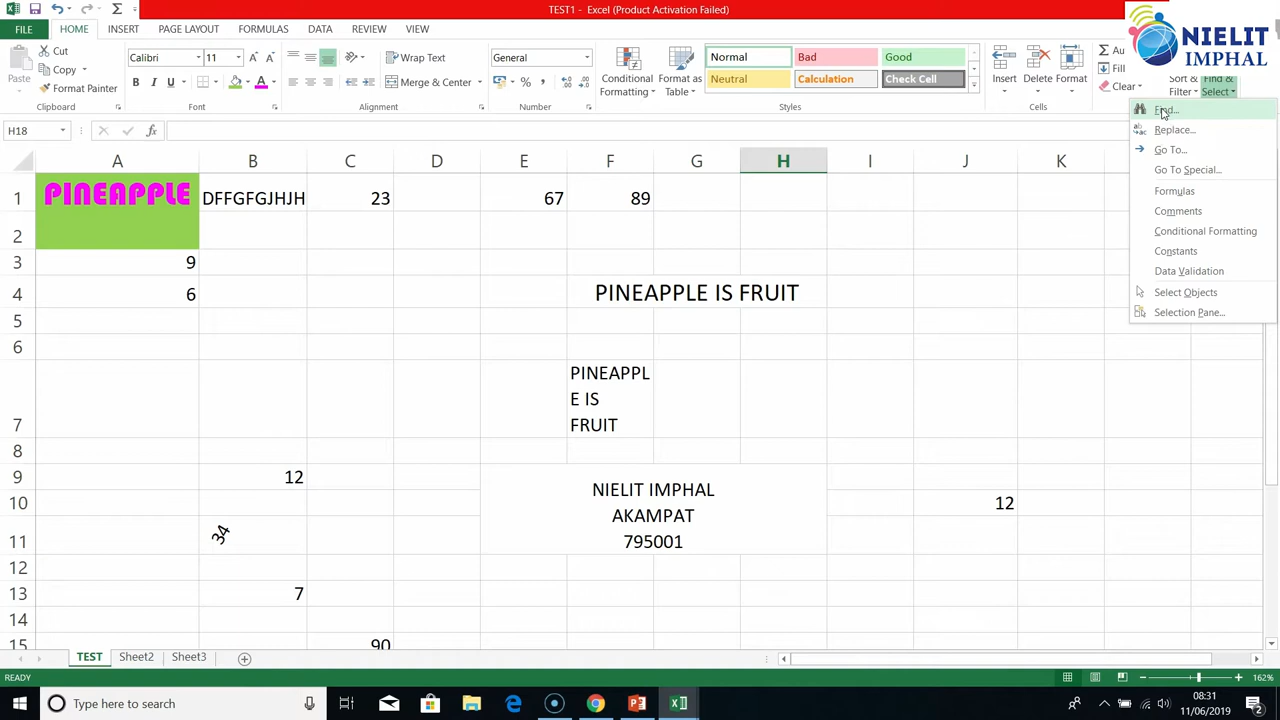 TEST1 - Excel (Product Activation Failed)
FILE HOME INSERT PAGE LAYOUT FORMULAS DATA REVIEW VIEW
NIELIT
IMPHAL
Paste
Cut
Copy
Format Painter
Clipboard
Calibri 11
B I U
Font
Wrap Text
Merge & Center
Alignment
General
%
Number
Conditional
Formatting
Format as
Table
Normal Bad Good
Neutral Calculation Check Cell
Styles
Insert Delete Format
Cells
Au
Fill
Clear
Sort &
Filter
Find &
Select
H18
fx
Find...
Replace...
Go To...
Go To Special...
Formulas
Comments
Conditional Formatting
Constants
Data Validation
Select Objects
Selection Pane...
A B C D E F G H I J K
1 PINEAPPLE DFFGFGJHJH 23 67 89
2
3 9
4 6 PINEAPPLE IS FRUIT
5
6
7 PINEAPPL
E IS
FRUIT
8
9 12
10 NIELIT IMPHAL 12
AKAMPAT
11 34 795001
12
13 7
14
15 90
TEST Sheet2 Sheet3
READY
162%
Type here to search
08:31
11/06/2019
2